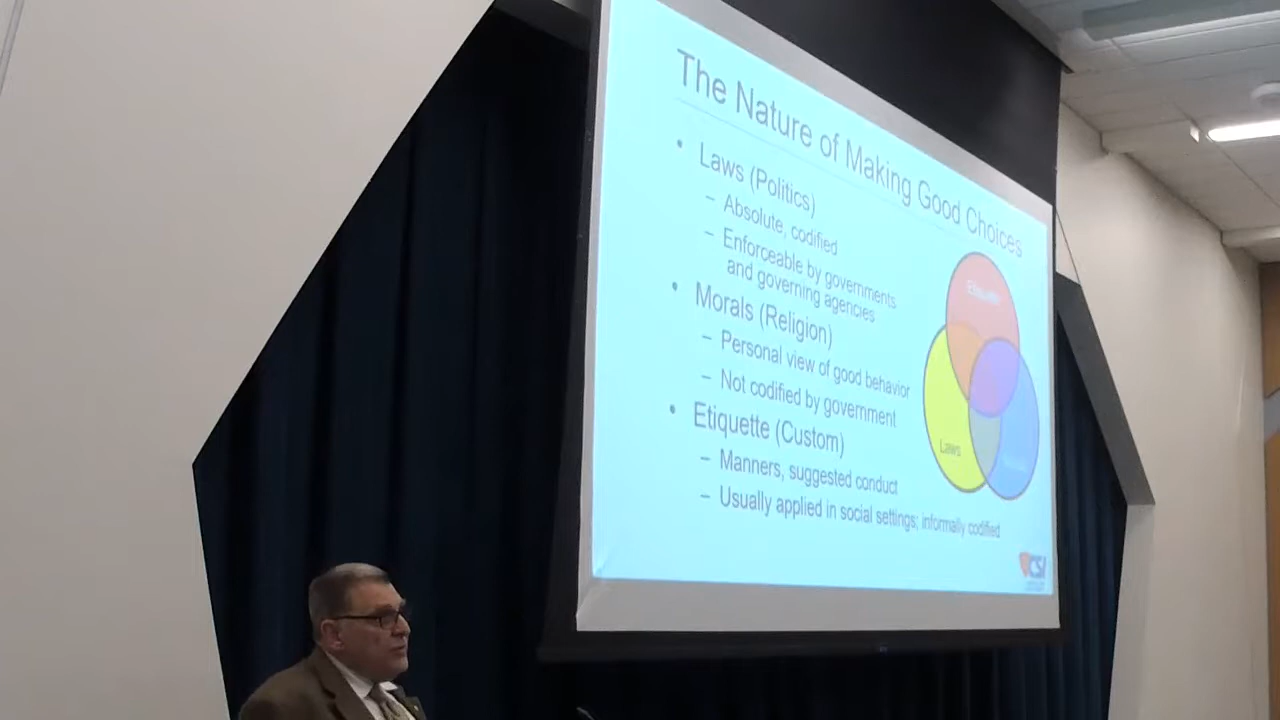 The Nature of Making Good Choices
• Laws (Politics)
– Absolute, codified
– Enforceable by governments
and governing agencies
• Morals (Religion)
– Personal view of good behavior
– Not codified by government
• Etiquette (Custom)
– Manners, suggested conduct
– Usually applied in social settings; informally codified
Etiquette
Laws
CSI